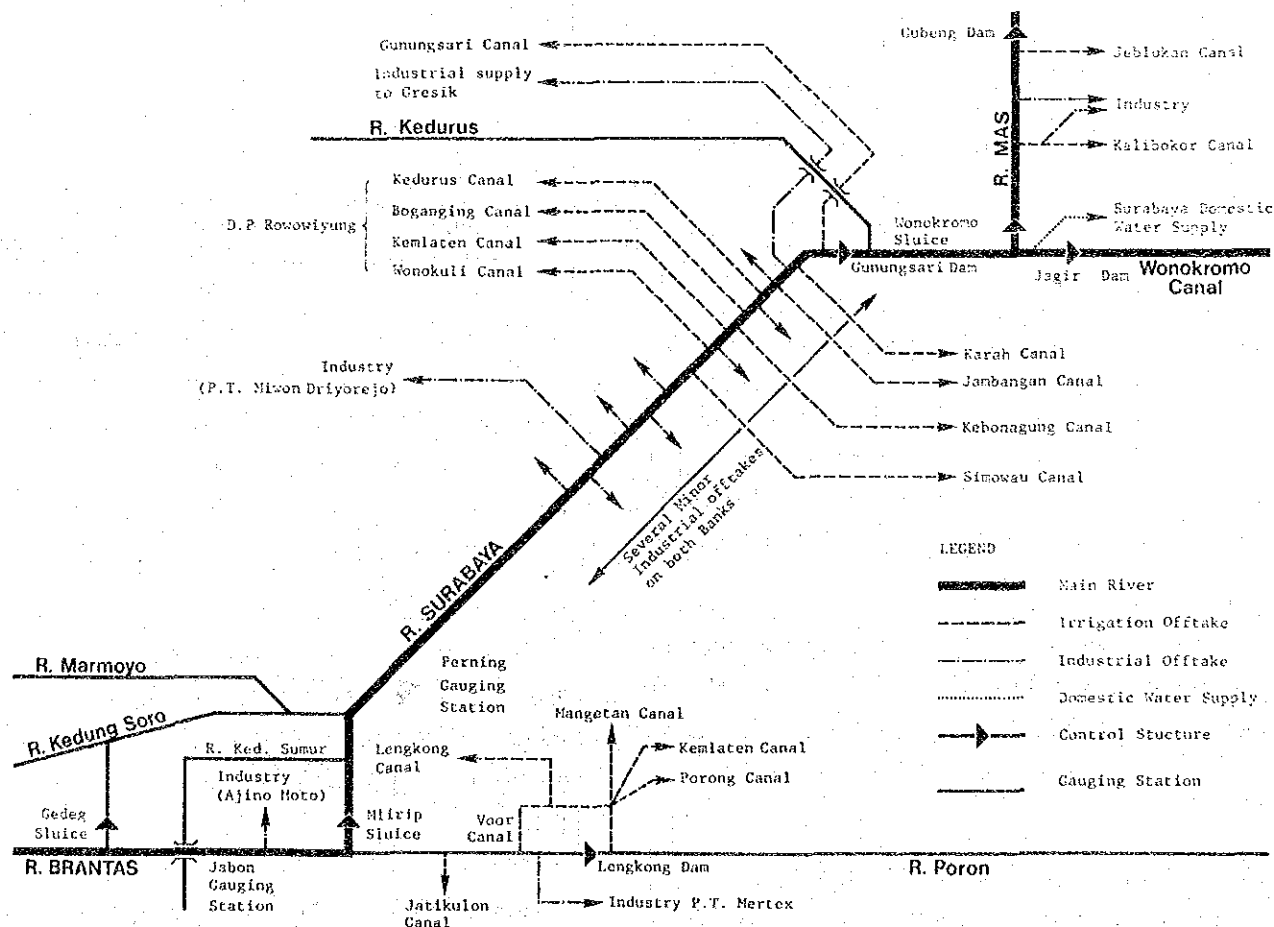 Gubeng Dam
Gunungsari Canal
Jeblokan Canal
Industrial supply
to Gresik
Industry
R. Kedurus
R. MAS
Kalibokor Canal
Kedurus Canal
D.P Rowowiyung
Boganging Canal
Kemlaten Canal
Wonokuli Canal
Surabaya Domestic
Water Supply
Wonokromo
Sluice
Gunungsari Dam
Jagir Dam
Wonokromo
Canal
Industry
(P.T. Miwon Driyorejo)
Karah Canal
Jambangan Canal
Kebonagung Canal
Simowau Canal
Several Minor
Industrial offtakes
on both Banks
R. SURABAYA
LEGEND
Main River
Irrigation Offtake
Industrial Offtake
Domestic Water Supply
Control Stucture
Gauging Station
R. Marmoyo
Perning
Gauging
Station
R. Kedung Soro
Mangetan Canal
R. Ked. Sumur
Lengkong
Canal
Kemlaten Canal
Porong Canal
Industry
(Ajino Moto)
Gedeg
Sluice
Mlirip
Sluice
Voor
Canal
R. BRANTAS
Jabon
Gauging
Station
Lengkong Dam
R. Poron
Jatikulon
Canal
Industry P.T. Mertex